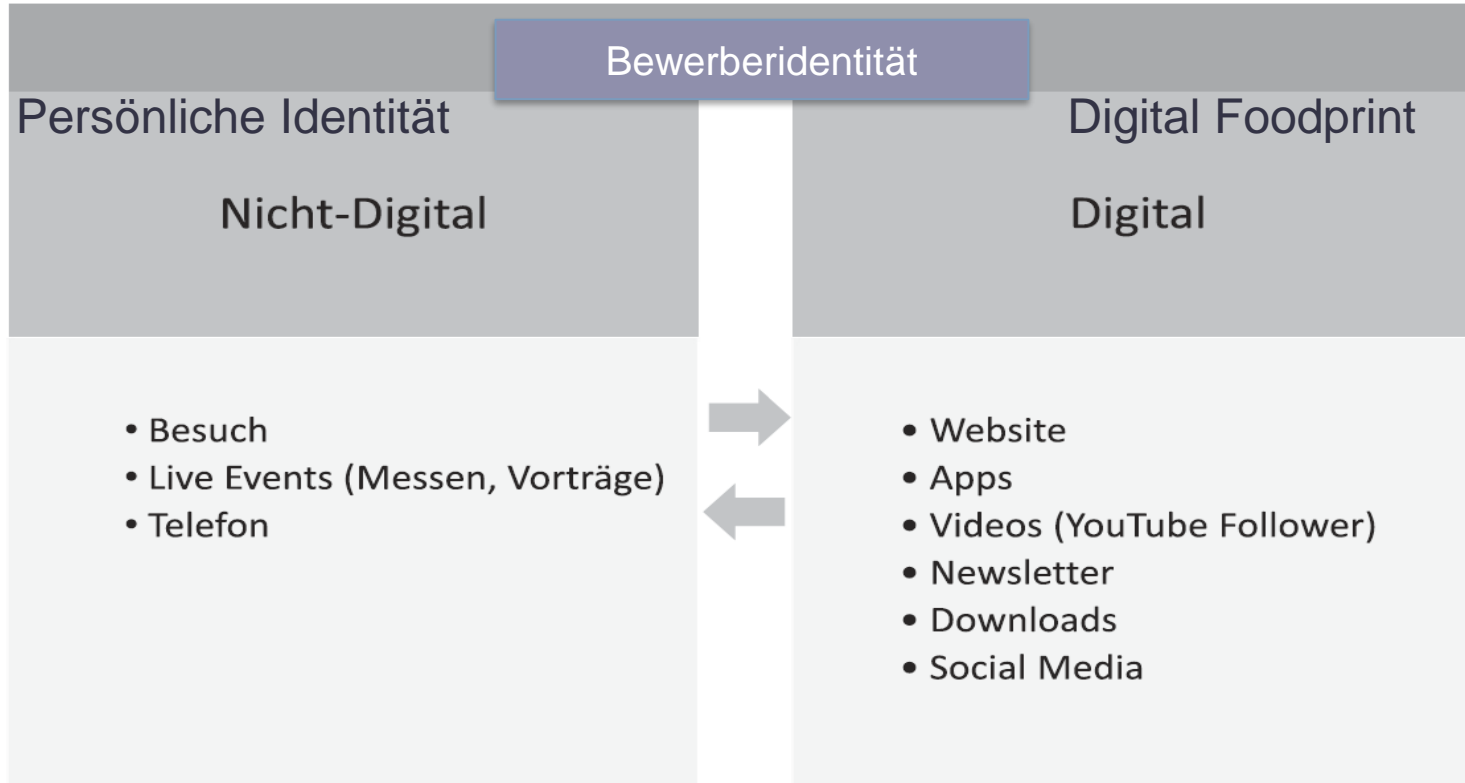 Bewerberidentität
Persönliche Identität
Nicht-Digital
• Besuch
• Live Events (Messen, Vorträge)
• Telefon
Digital Foodprint
Digital
• Website
• Apps
• Videos (YouTube Follower)
• Newsletter
• Downloads
• Social Media